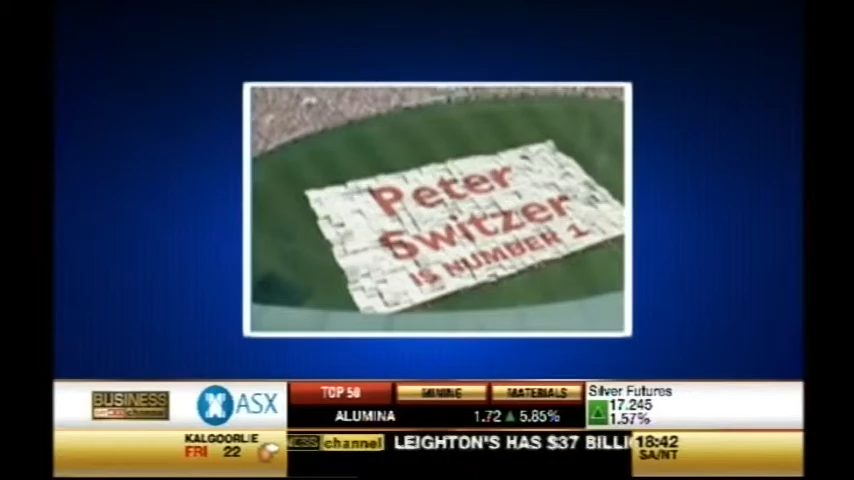 Peter
Switzer
IS NUMBER 1
BUSINESS
channel
ASX
TOP 50
MINING
MATERIALS
ALUMINA 1.72 5.85%
Silver Futures
17.245
1.57%
KALGOORLIE
FRI 22
channel
LEIGHTON'S HAS $37 BILLI
18:42
SA/NT